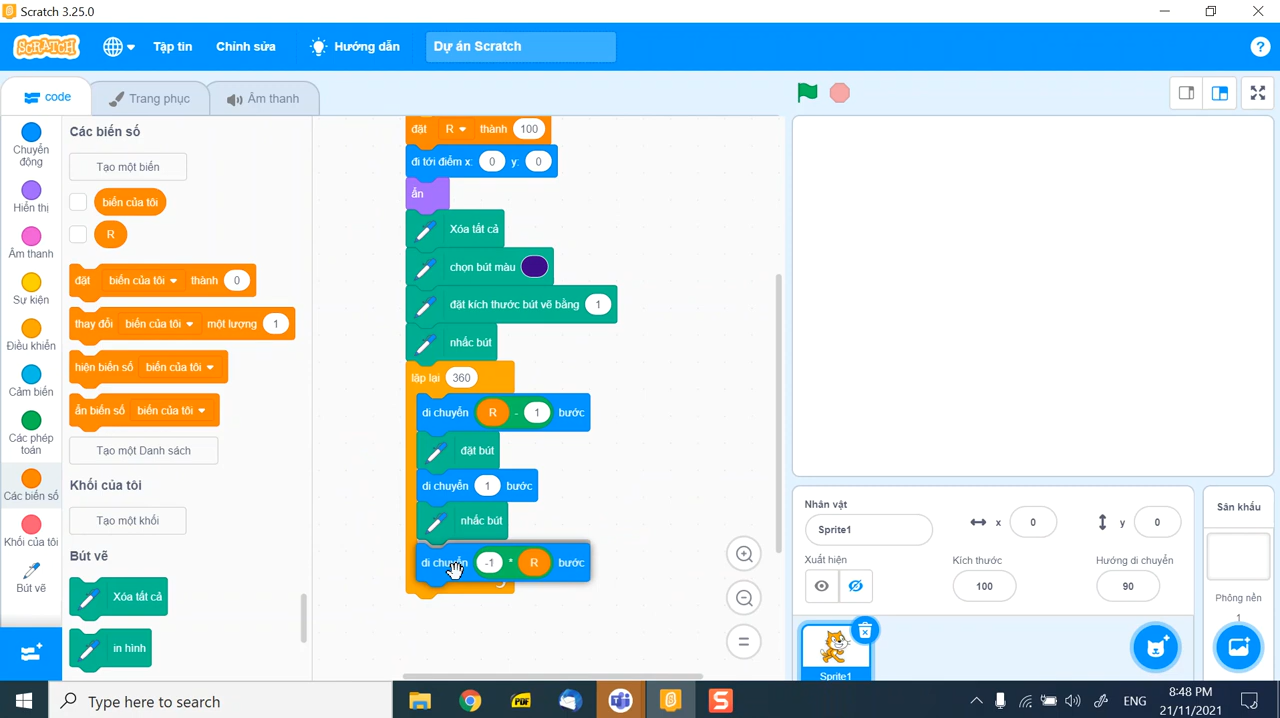 Scratch 3.25.0
SCRATCH
Tập tin
Chính sửa
Hướng dẫn
Dự án Scratch
?
code
Trang phục
Âm thanh
Chuyển động
Hiển thị
Âm thanh
Sự kiện
Điều khiển
Cảm biến
Các phép toán
Các biến số
Khối của tôi
Bút vẽ
Các biến số
Tạo một biến
biến của tôi
R
đặt biến của tôi thành 0
thay đổi biến của tôi một lượng 1
hiện biến số biến của tôi
ẩn biến số biến của tôi
Tạo một Danh sách
Khối của tôi
Tạo một khối
Bút vẽ
Xóa tất cả
in hình
đặt R thành 100
đi tới điểm x: 0 y: 0
ẩn
Xóa tất cả
chọn bút màu
đặt kích thước bút vẽ bằng 1
nhấc bút
lặp lại 360
di chuyển R - 1 bước
đặt bút
di chuyển 1 bước
nhấc bút
di chuyển -1 * R bước
Nhân vật
Sprite1
x 0
y 0
Xuất hiện
Kích thước
100
Hướng di chuyển
90
Sprite1
Sân khấu
Phông nền
1
Type here to search
PDF
S
ENG
8:48 PM
21/11/2021